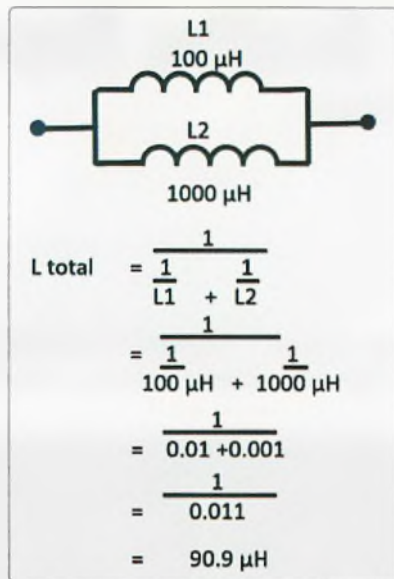 L1
100 µH
L2
1000 µH
L total = 1
1 + 1
L1 L2
= 1
1 + 1
100 µH 1000 µH
= 1
0.01 +0.001
= 1
0.011
= 90.9 µH